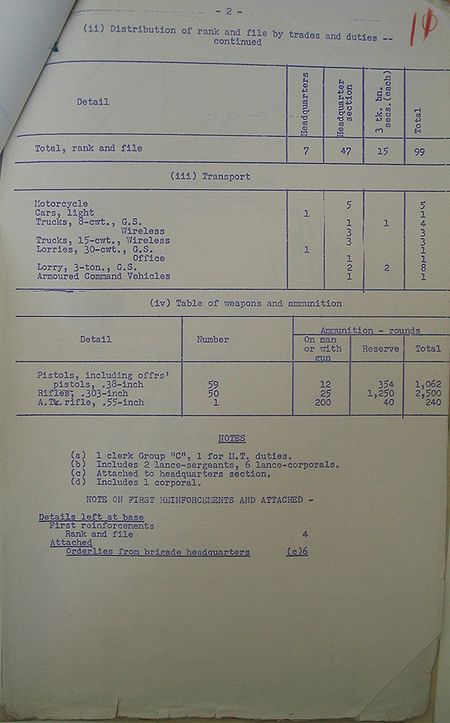 - 2 -
10
(ii) Distribution of rank and file by trades and duties --
continued
Detail Headquarters Headquarter section 3 tk. bn. secs.(each) Total
Total, rank and file 7 47 15 99
(iii) Transport
Motorcycle 5 5
Cars, light 1 1
Trucks, 8-cwt., G.S. 1 1 4
Wireless 3 3
Trucks, 15-cwt., Wireless 3 3
Lorries, 30-cwt., G.S. 1 1
Office 1 1
Lorry, 3-ton., G.S. 2 2 8
Armoured Command Vehicles 1 1
(iv) Table of weapons and ammunition
Detail Number Ammunition - rounds
On man or with gun Reserve Total
Pistols, including offrs'
pistols, .38-inch 59 12 354 1,062
Rifles, .303-inch 50 25 1,250 2,500
A.Tk. rifle, .55-inch 1 200 40 240
NOTES
(a) 1 clerk Group "C", 1 for M.T. duties.
(b) Includes 2 lance-sergeants, 6 lance-corporals.
(c) Attached to headquarters section.
(d) Includes 1 corporal.
NOTE ON FIRST REINFORCEMENTS AND ATTACHED -
Details left at base
First reinforcements
Rank and file 4
Attached
Orderlies from brigade headquarters (c)6